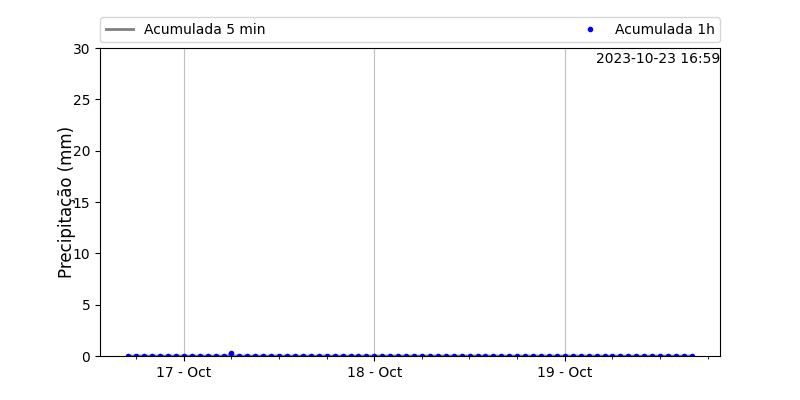 Acumulada 5 min
Acumulada 1h
2023-10-23 16:59
Precipitação (mm)
30
25
20
15
10
5
0
17 - Oct
18 - Oct
19 - Oct